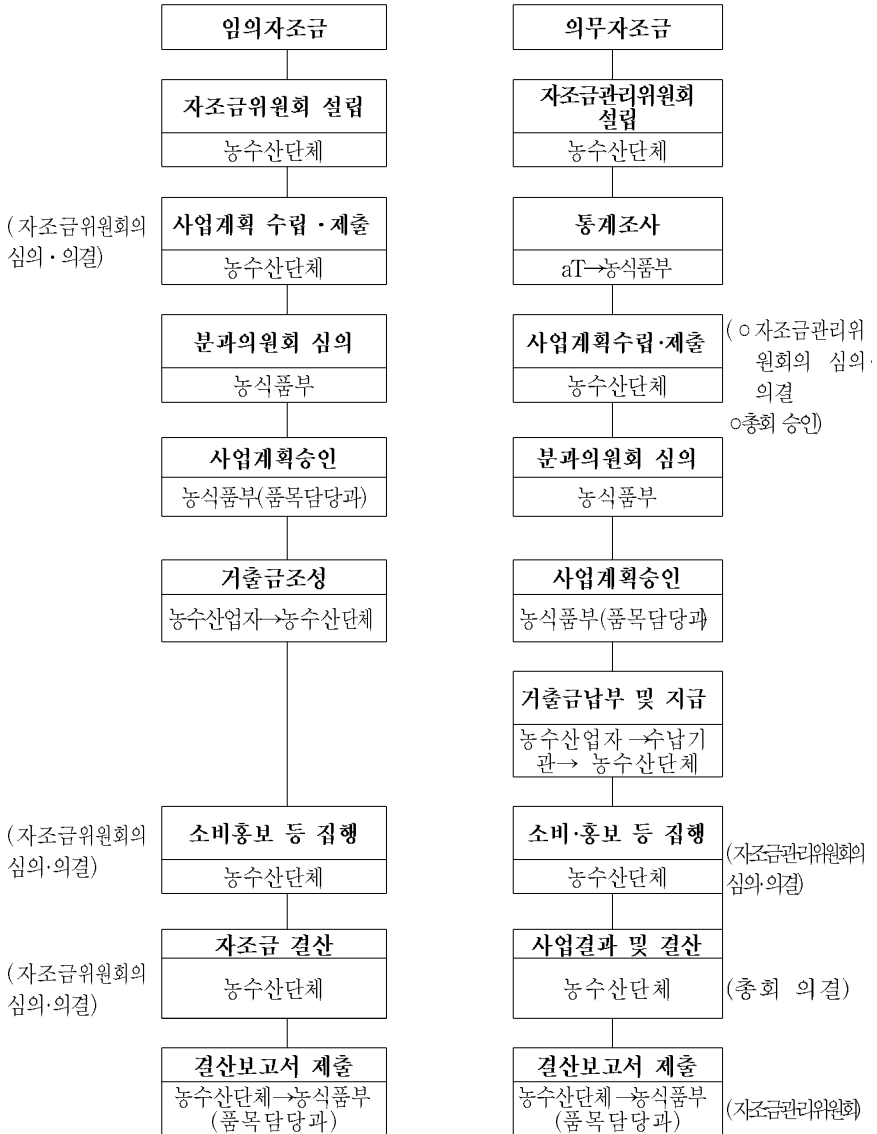 임의자조금
자조금위원회 설립
농수산단체
(자조금위원회의
심의·의결)
사업계획 수립·제출
농수산단체
분과의원회 심의
농식품부
사업계획승인
농식품부(품목담당과)
거출금조성
농수산업자→농수산단체
(자조금위원회의
심의·의결)
소비홍보 등 집행
농수산단체
(자조금위원회의
심의·의결)
자조금 결산
농수산단체
결산보고서 제출
농수산단체→농식품부
(품목담당과)
의무자조금
자조금관리위원회
설립
농수산단체
통계조사
aT→농식품부
사업계획수립·제출
농수산단체
(○자조금관리위
원회의 심의·
의결
○총회 승인)
분과의원회 심의
농식품부
사업계획승인
농식품부(품목담당과)
거출금납부 및 지급
농수산업자→수납기
관→ 농수산단체
소비·홍보 등 집행
농수산단체
(자조금관리위원회의
심의·의결)
사업결과 및 결산
농수산단체
(총회 의결)
결산보고서 제출
농수산단체→농식품부
(품목담당과)
(자조금관리위원회)